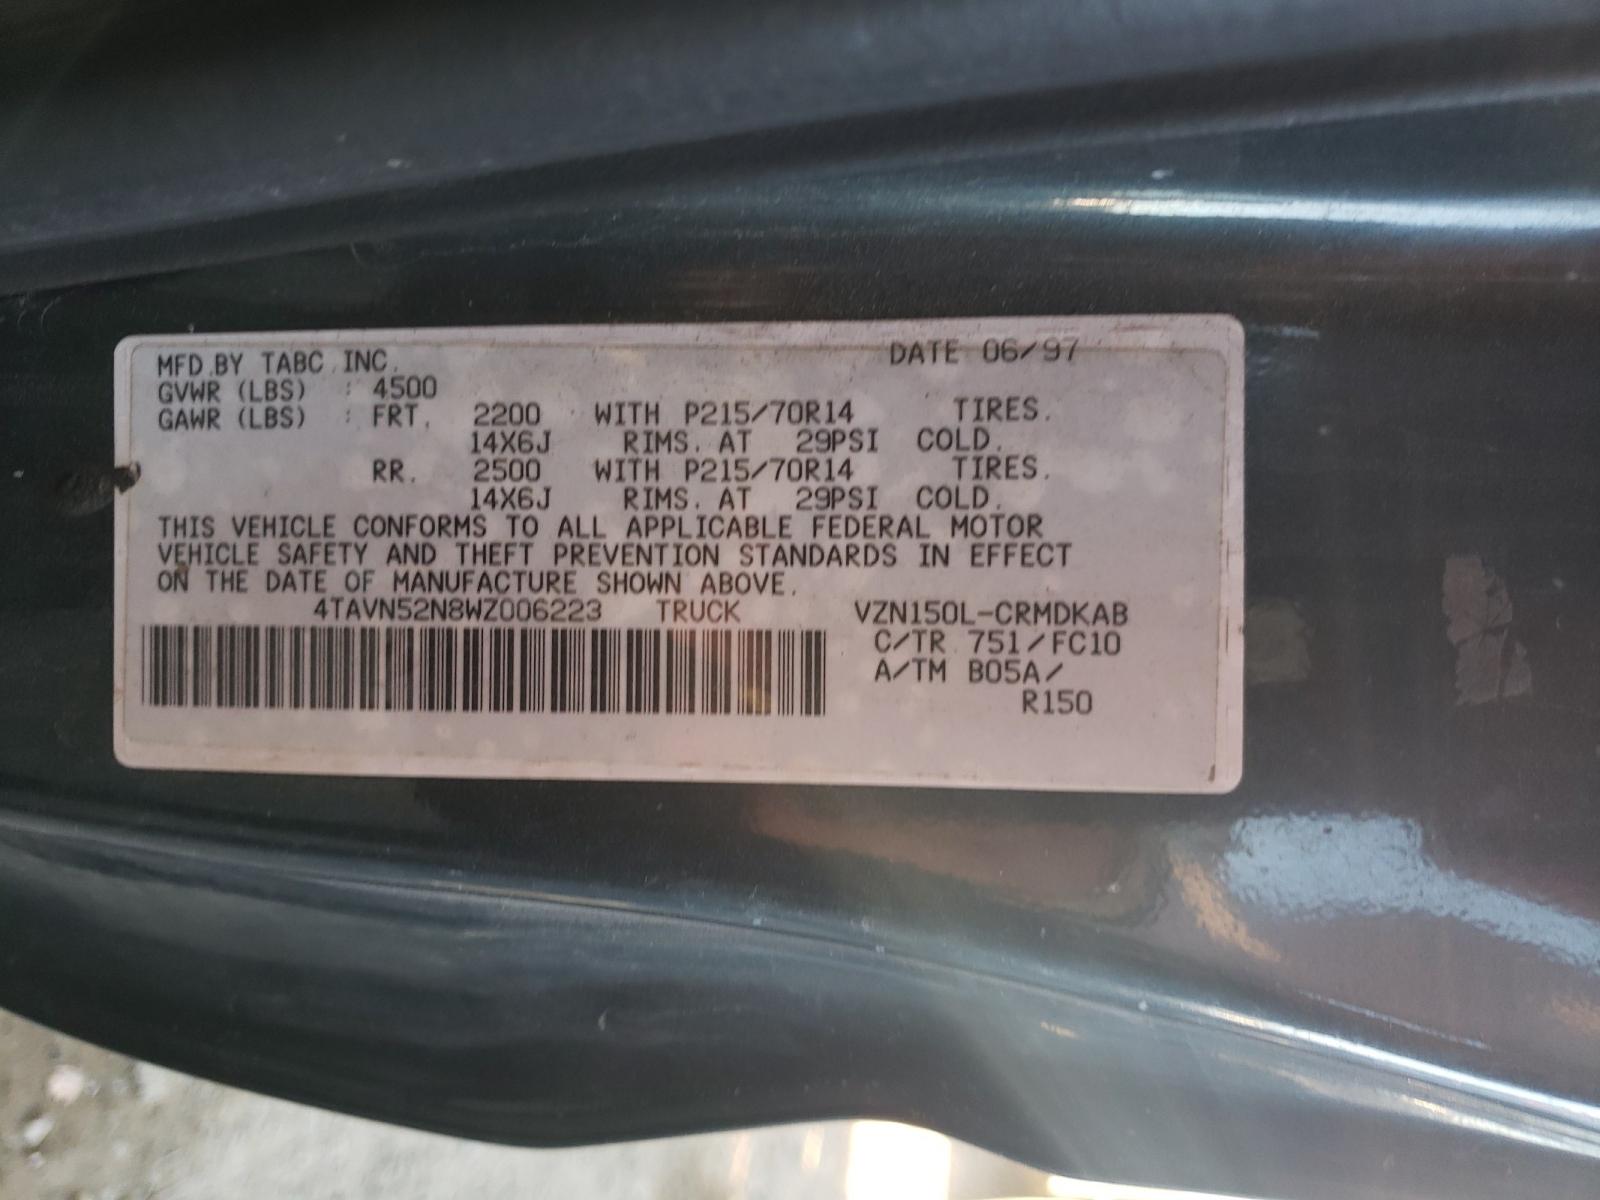 MFD.BY TABC INC. DATE 06/97
GVWR (LBS) : 4500
GAWR (LBS) : FRT. 2200 WITH P215/70R14 TIRES.
14X6J RIMS. AT 29PSI COLD.
RR. 2500 WITH P215/70R14 TIRES.
14X6J RIMS. AT 29PSI COLD.
THIS VEHICLE CONFORMS TO ALL APPLICABLE FEDERAL MOTOR
VEHICLE SAFETY AND THEFT PREVENTION STANDARDS IN EFFECT
ON THE DATE OF MANUFACTURE SHOWN ABOVE.
4TAVN52N8WZ006223 TRUCK VZN150L-CRMDKAB
C/TR 751/FC10
A/TM B05A/
R150